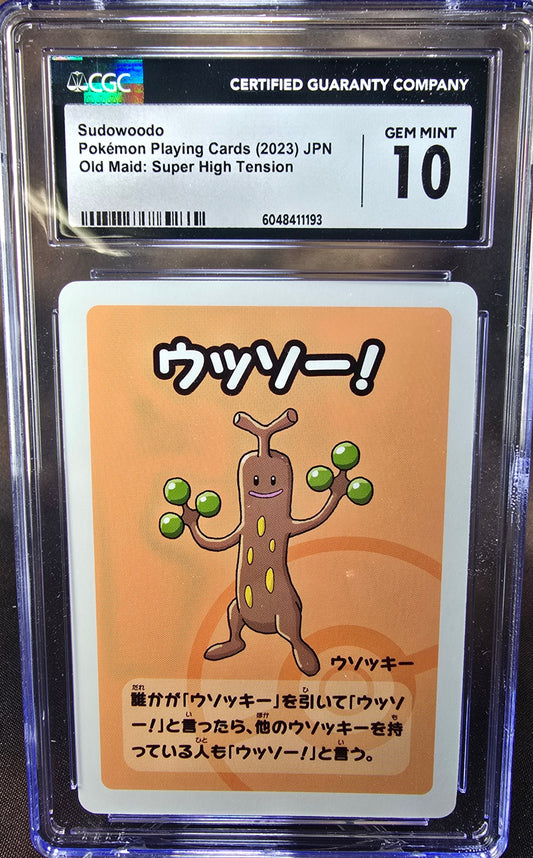 CGC
CERTIFIED GUARANTY COMPANY
Sudowoodo
Pokémon Playing Cards (2023) JPN
Old Maid: Super High Tension
GEM MINT
10
6048411193
ウッソー!
ウソッキー
誰かが「ウソッキー」を引いて「ウッソ
ー!」と言ったら、他のウソッキーを持
っている人も「ウッソー!」と言う。